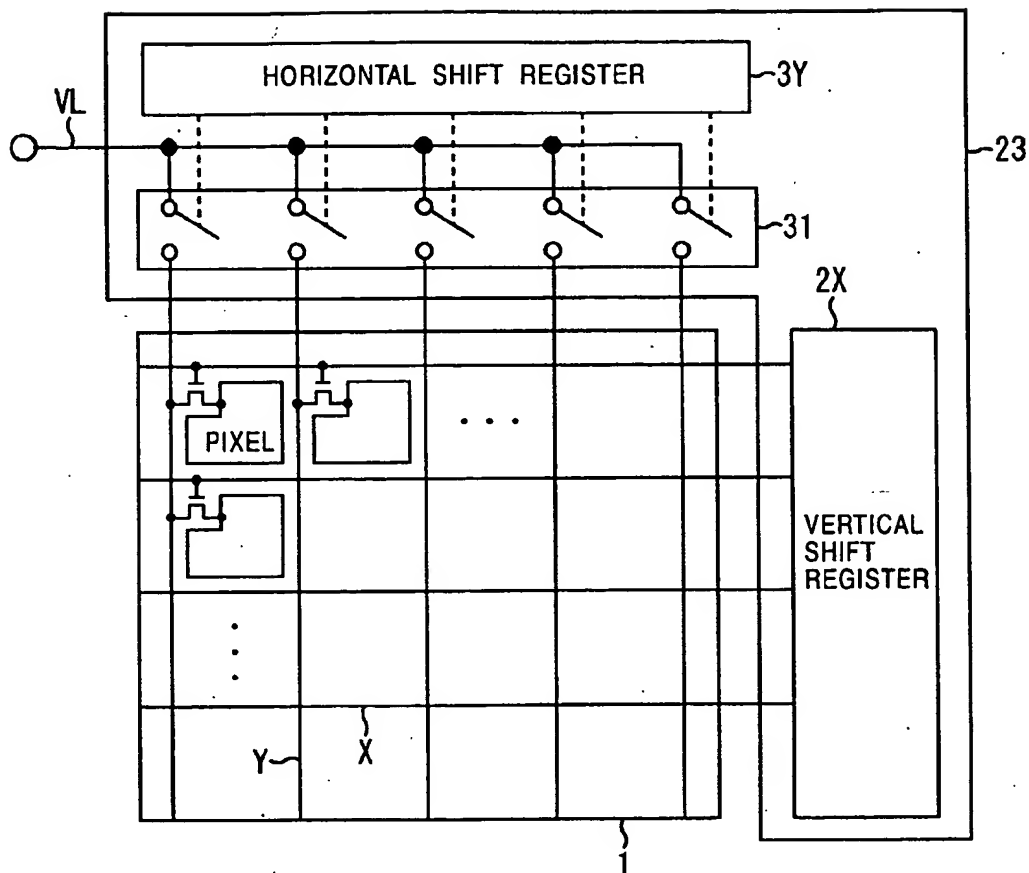 HORIZONTAL SHIFT REGISTER
3Y
VL
23
31
2X
PIXEL
. . .
VERTICAL
SHIFT
REGISTER
Y
X
1